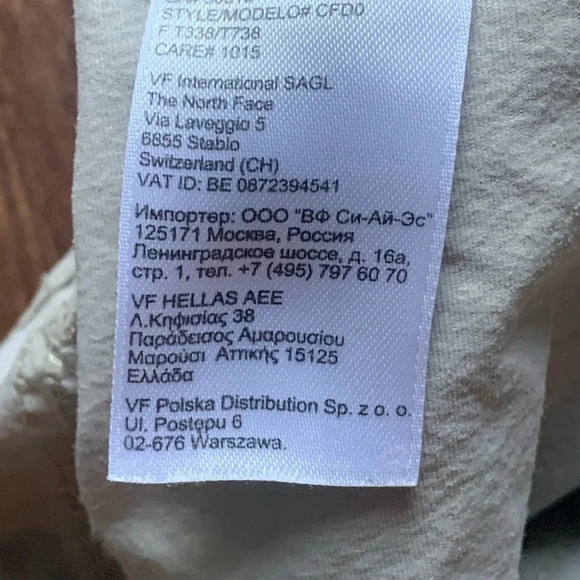 STYLE/MODELO# CFD0
F T338/T738
CARE# 1015
VF International SAGL
The North Face
Via Laveggio 5
6855 Stabio
Switzerland (CH)
VAT ID: BE 0872394541
Импортер: ООО "ВФ Си-Ай-Эс"
125171 Москва, Россия
Ленинградское шоссе, д. 16а,
стр. 1, тел. +7 (495) 797 60 70
VF HELLAS AEE
Λ.Κηφισίας 38
Παράδεισος Αμαρουσίου
Μαρούσι Αττικής 15125
Ελλάδα
VF Polska Distribution Sp. z o. o.
Ul. Postępu 6
02-676 Warszawa.